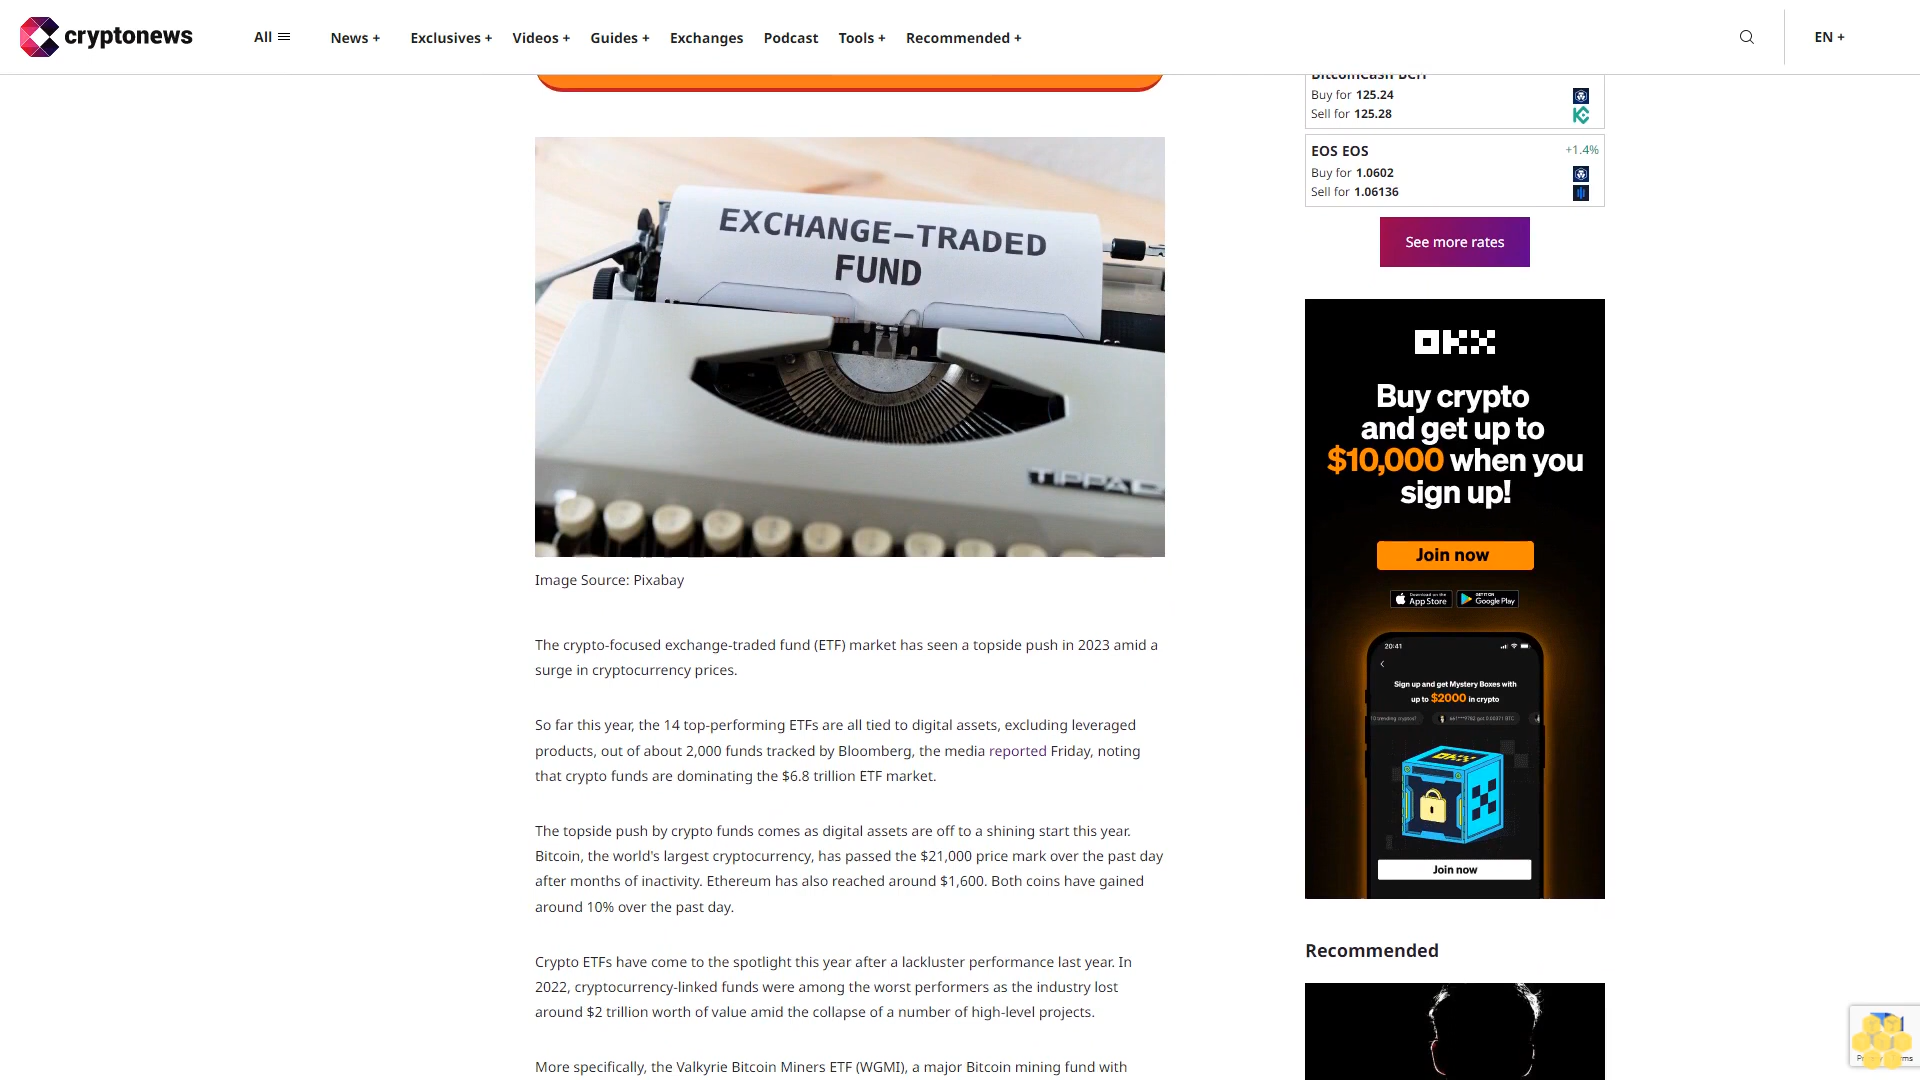 cryptonews
All
News +
Exclusives +
Videos +
Guides +
Exchanges
Podcast
Tools +
Recommended +
EN +
EXCHANGE-TRADED
FUND
TIPPA
Image Source: Pixabay
The crypto-focused exchange-traded fund (ETF) market has seen a topside push in 2023 amid a
surge in cryptocurrency prices.
So far this year, the 14 top-performing ETFs are all tied to digital assets, excluding leveraged
products, out of about 2,000 funds tracked by Bloomberg, the media reported Friday, noting
that crypto funds are dominating the $6.8 trillion ETF market.
The topside push by crypto funds comes as digital assets are off to a shining start this year.
Bitcoin, the world's largest cryptocurrency, has passed the $21,000 price mark over the past day
after months of inactivity. Ethereum has also reached around $1,600. Both coins have gained
around 10% over the past day.
Crypto ETFs have come to the spotlight this year after a lackluster performance last year. In
2022, cryptocurrency-linked funds were among the worst performers as the industry lost
around $2 trillion worth of value amid the collapse of a number of high-level projects.
More specifically, the Valkyrie Bitcoin Miners ETF (WGMI), a major Bitcoin mining fund with
BitcoinCash BCH
Buy for 125.24
Sell for 125.28
EOS EOS
+1.4%
Buy for 1.0602
Sell for 1.06136
See more rates
OKX
Buy crypto
and get up to
$10,000 when you
sign up!
Join now
Download on the
App Store
GET IT ON
Google Play
20:41
Sign up and get Mystery Boxes with
up to $2000 in crypto
OKX
Join now
Recommended